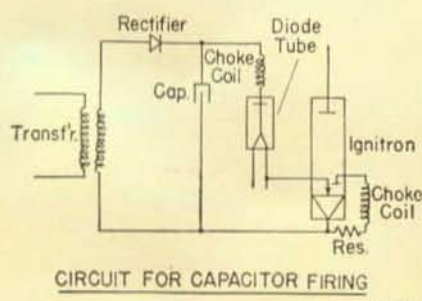 Rectifier
Diode
Tube
Choke
Coil
Cap.
Transf'r.
Ignitron
Choke
Coil
Res.
CIRCUIT FOR CAPACITOR FIRING